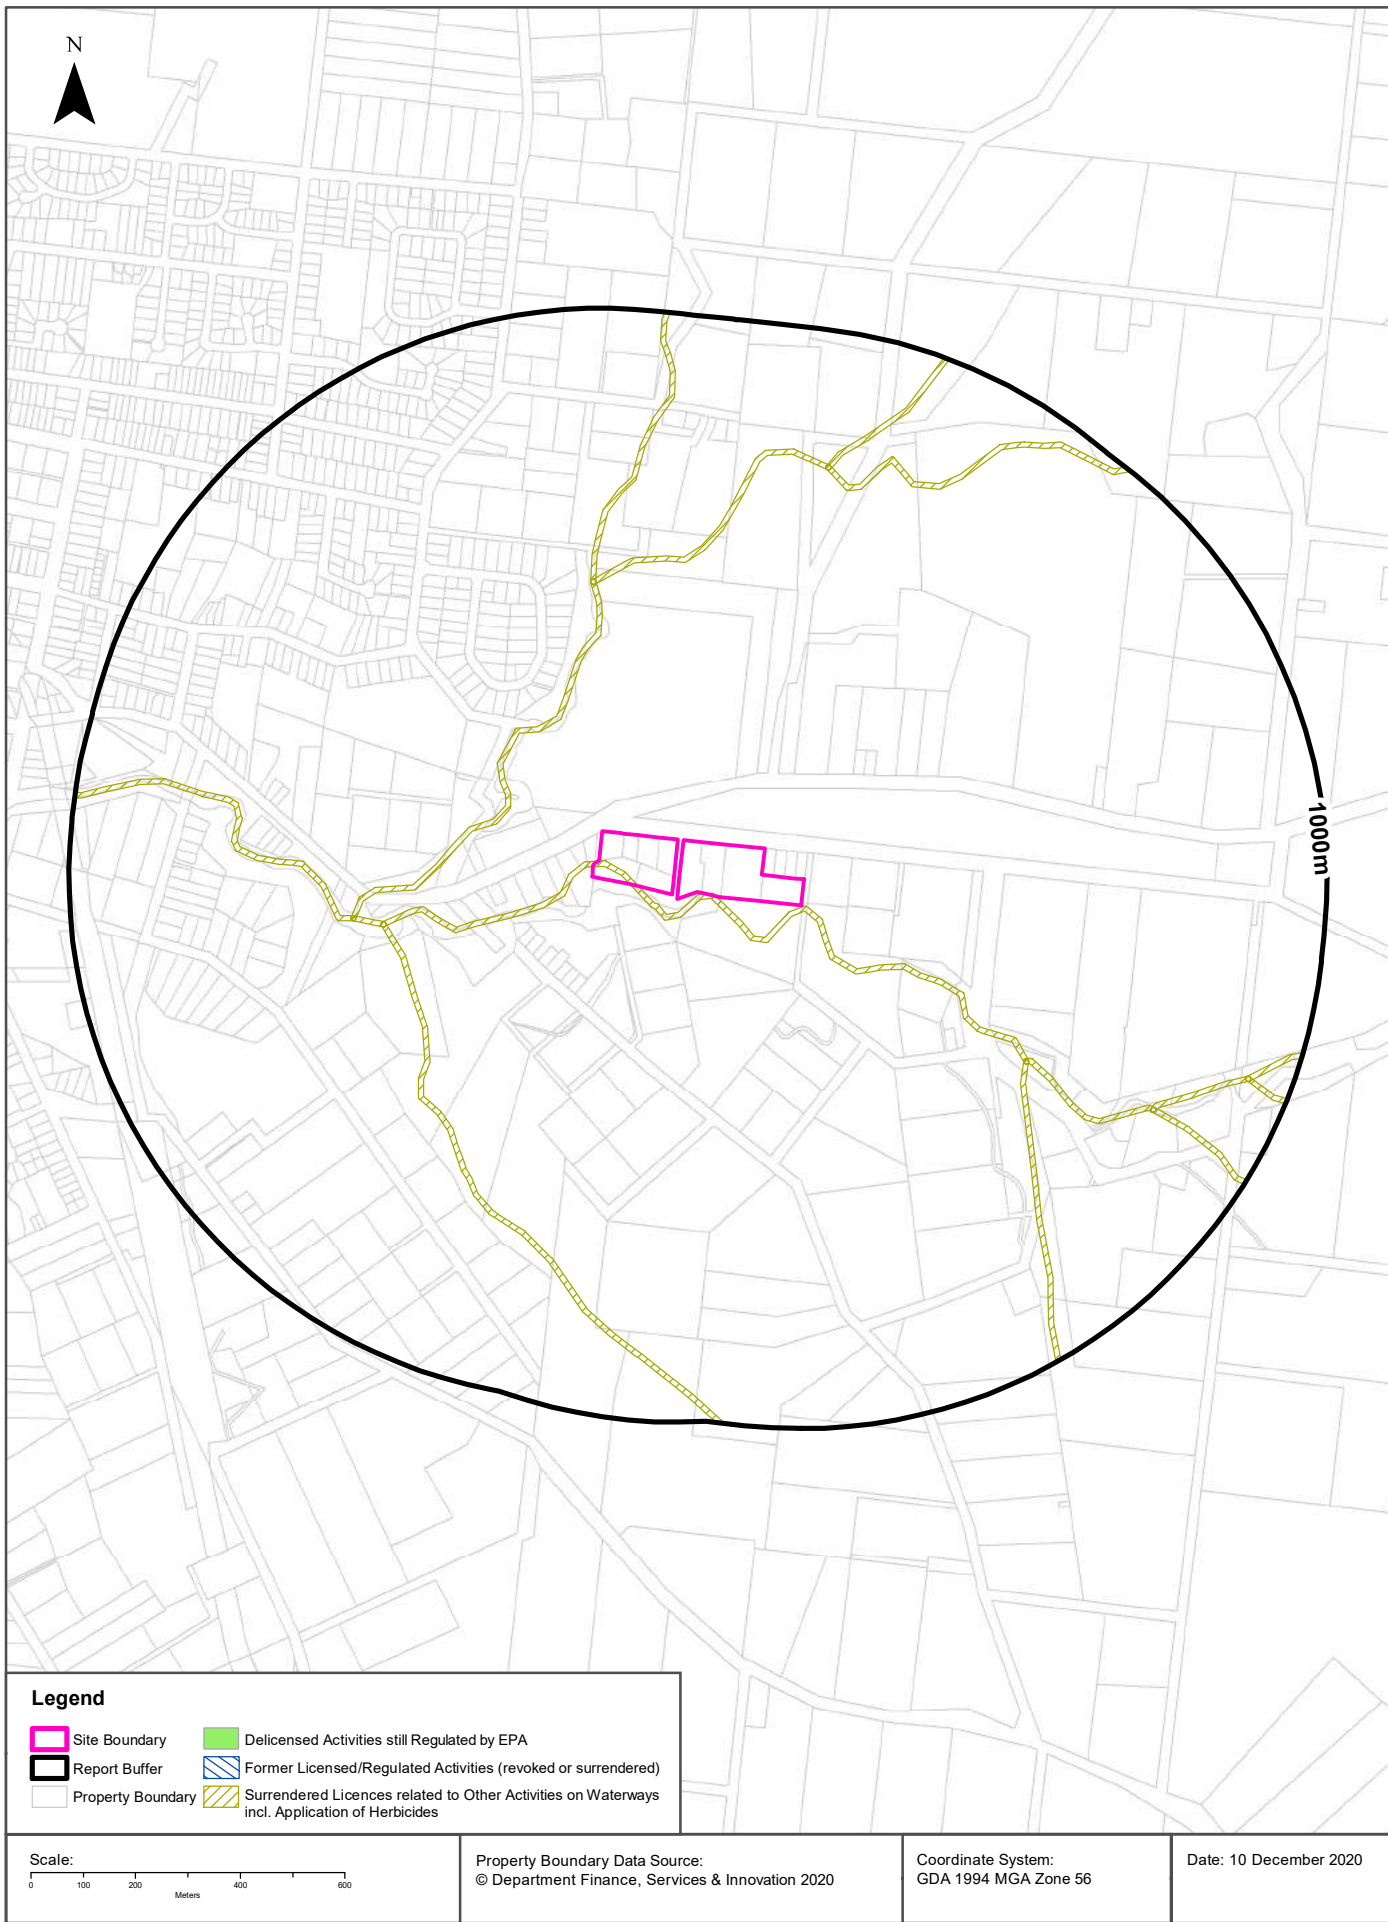 N
1000m
Legend
Site Boundary
Report Buffer
Property Boundary
Delicensed Activities still Regulated by EPA
Former Licensed/Regulated Activities (revoked or surrendered)
Surrendered Licences related to Other Activities on Waterways
incl. Application of Herbicides
Scale:
0 100 200 400 600
Meters
Property Boundary Data Source:
© Department Finance, Services & Innovation 2020
Coordinate System:
GDA 1994 MGA Zone 56
Date: 10 December 2020